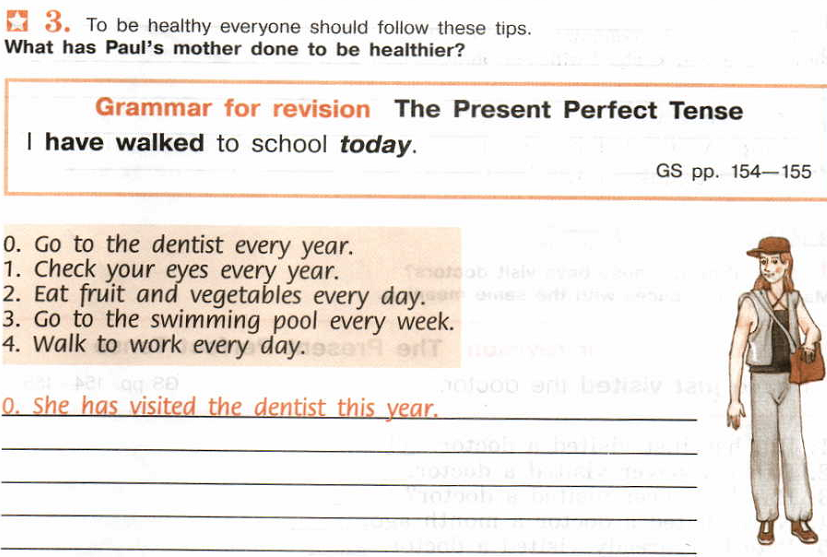 3. To be healthy everyone should follow these tips.
What has Paul's mother done to be healthier?
Grammar for revision The Present Perfect Tense
I have walked to school today.
GS pp. 154—155
0. Go to the dentist every year.
1. Check your eyes every year.
2. Eat fruit and vegetables every day.
3. Go to the swimming pool every week.
4. Walk to work every day.
0. She has visited the dentist this year.